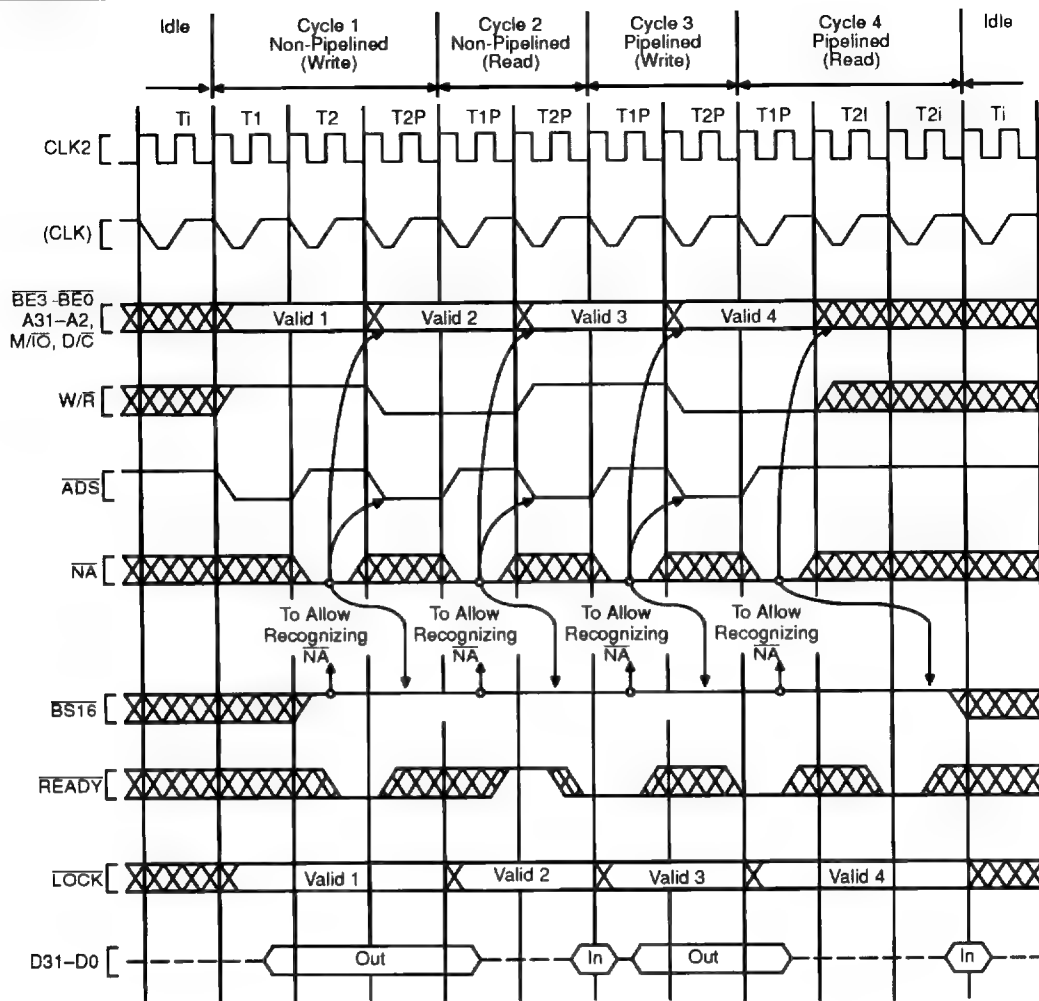 Idle
Cycle 1
Non-Pipelined
(Write)
Cycle 2
Non-Pipelined
(Read)
Cycle 3
Pipelined
(Write)
Cycle 4
Pipelined
(Read)
Idle
Ti T1 T2 T2P T1P T2P T1P T2P T1P T2I T2i Ti
CLK2
(CLK)
BE3-BE0
A31–A2,
M/IO, D/C
Valid 1 Valid 2 Valid 3 Valid 4
W/R
ADS
NA
To Allow
Recognizing
NA
To Allow
Recognizing
NA
To Allow
Recognizing
NA
To Allow
Recognizing
NA
BS16
READY
LOCK
Valid 1 Valid 2 Valid 3 Valid 4
D31–D0
Out In Out In